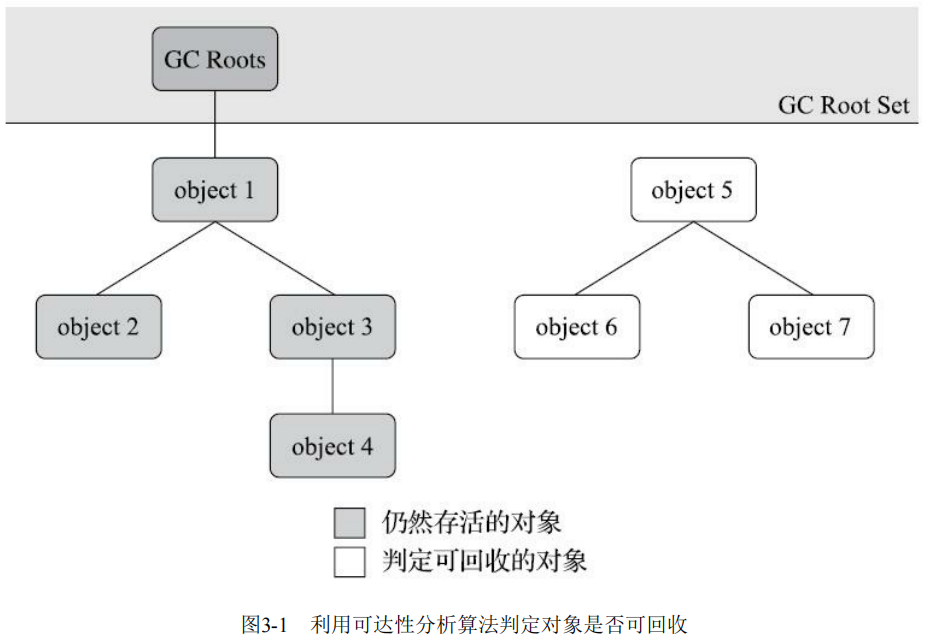 GC Roots
GC Root Set
object 1
object 5
object 2
object 3
object 6
object 7
object 4
仍然存活的对象
判定可回收的对象
图3-1 利用可达性分析算法判定对象是否可回收